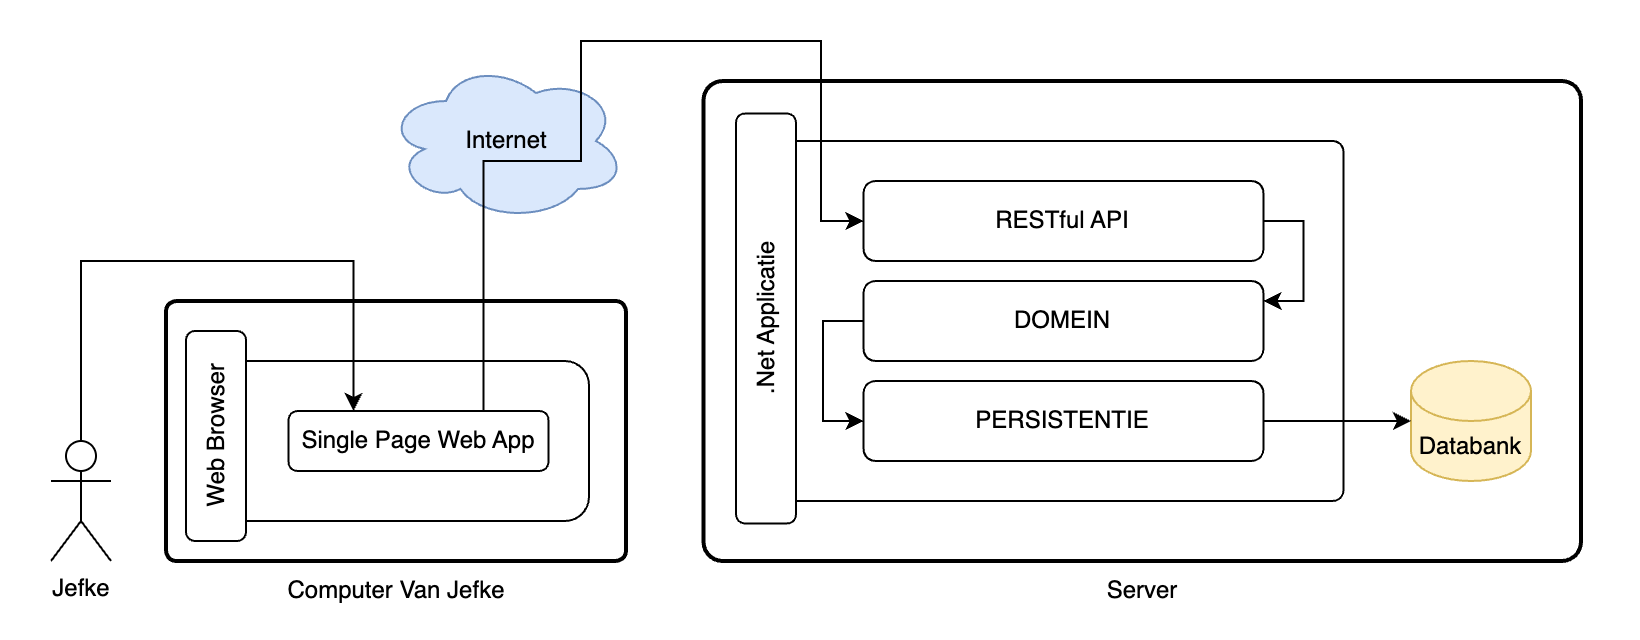 Internet
.Net Applicatie
RESTful API
DOMEIN
PERSISTENTIE
Databank
Web Browser
Single Page Web App
Jefke
Computer Van Jefke
Server